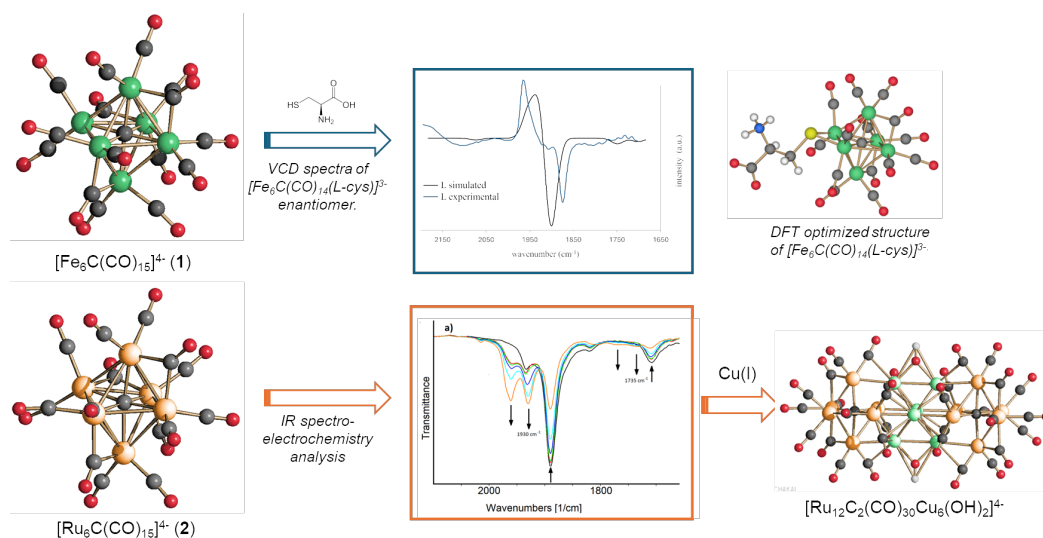 HS
O
OH
NH₂
VCD spectra of
[Fe₆C(CO)₁₄(L-cys)]³⁻
enantiomer.
[Fe₆C(CO)₁₅]⁴⁻ (1)
L simulated
L experimental
intensity (a.u.)
2150 2050 1950 1850 1750 1650
wavenumber (cm⁻¹)
DFT optimized structure
of [Fe₆C(CO)₁₄(L-cys)]³⁻.
[Ru₆C(CO)₁₅]⁴⁻ (2)
IR spectro-
electrochemistry
analysis
a)
Transmittance
1930 cm⁻¹
1735 cm⁻¹
2000 1800
Wavenumbers [1/cm]
Cu(I)
[Ru₁₂C₂(CO)₃₀Cu₆(OH)₂]⁴⁻